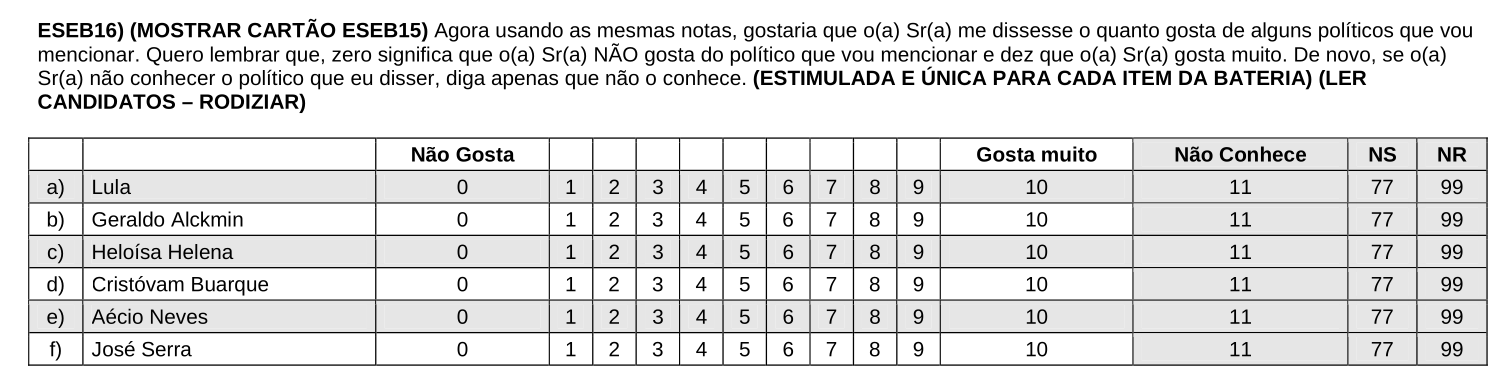 ESEB16) (MOSTRAR CARTÃO ESEB15) Agora usando as mesmas notas, gostaria que o(a) Sr(a) me dissesse o quanto gosta de alguns políticos que vou
mencionar. Quero lembrar que, zero significa que o(a) Sr(a) NÃO gosta do político que vou mencionar e dez que o(a) Sr(a) gosta muito. De novo, se o(a)
Sr(a) não conhecer o político que eu disser, diga apenas que não o conhece. (ESTIMULADA E ÚNICA PARA CADA ITEM DA BATERIA) (LER
CANDIDATOS – RODIZIAR)
Não Gosta Gosta muito Não Conhece NS NR
a) Lula 0 1 2 3 4 5 6 7 8 9 10 11 77 99
b) Geraldo Alckmin 0 1 2 3 4 5 6 7 8 9 10 11 77 99
c) Heloísa Helena 0 1 2 3 4 5 6 7 8 9 10 11 77 99
d) Cristóvam Buarque 0 1 2 3 4 5 6 7 8 9 10 11 77 99
e) Aécio Neves 0 1 2 3 4 5 6 7 8 9 10 11 77 99
f) José Serra 0 1 2 3 4 5 6 7 8 9 10 11 77 99